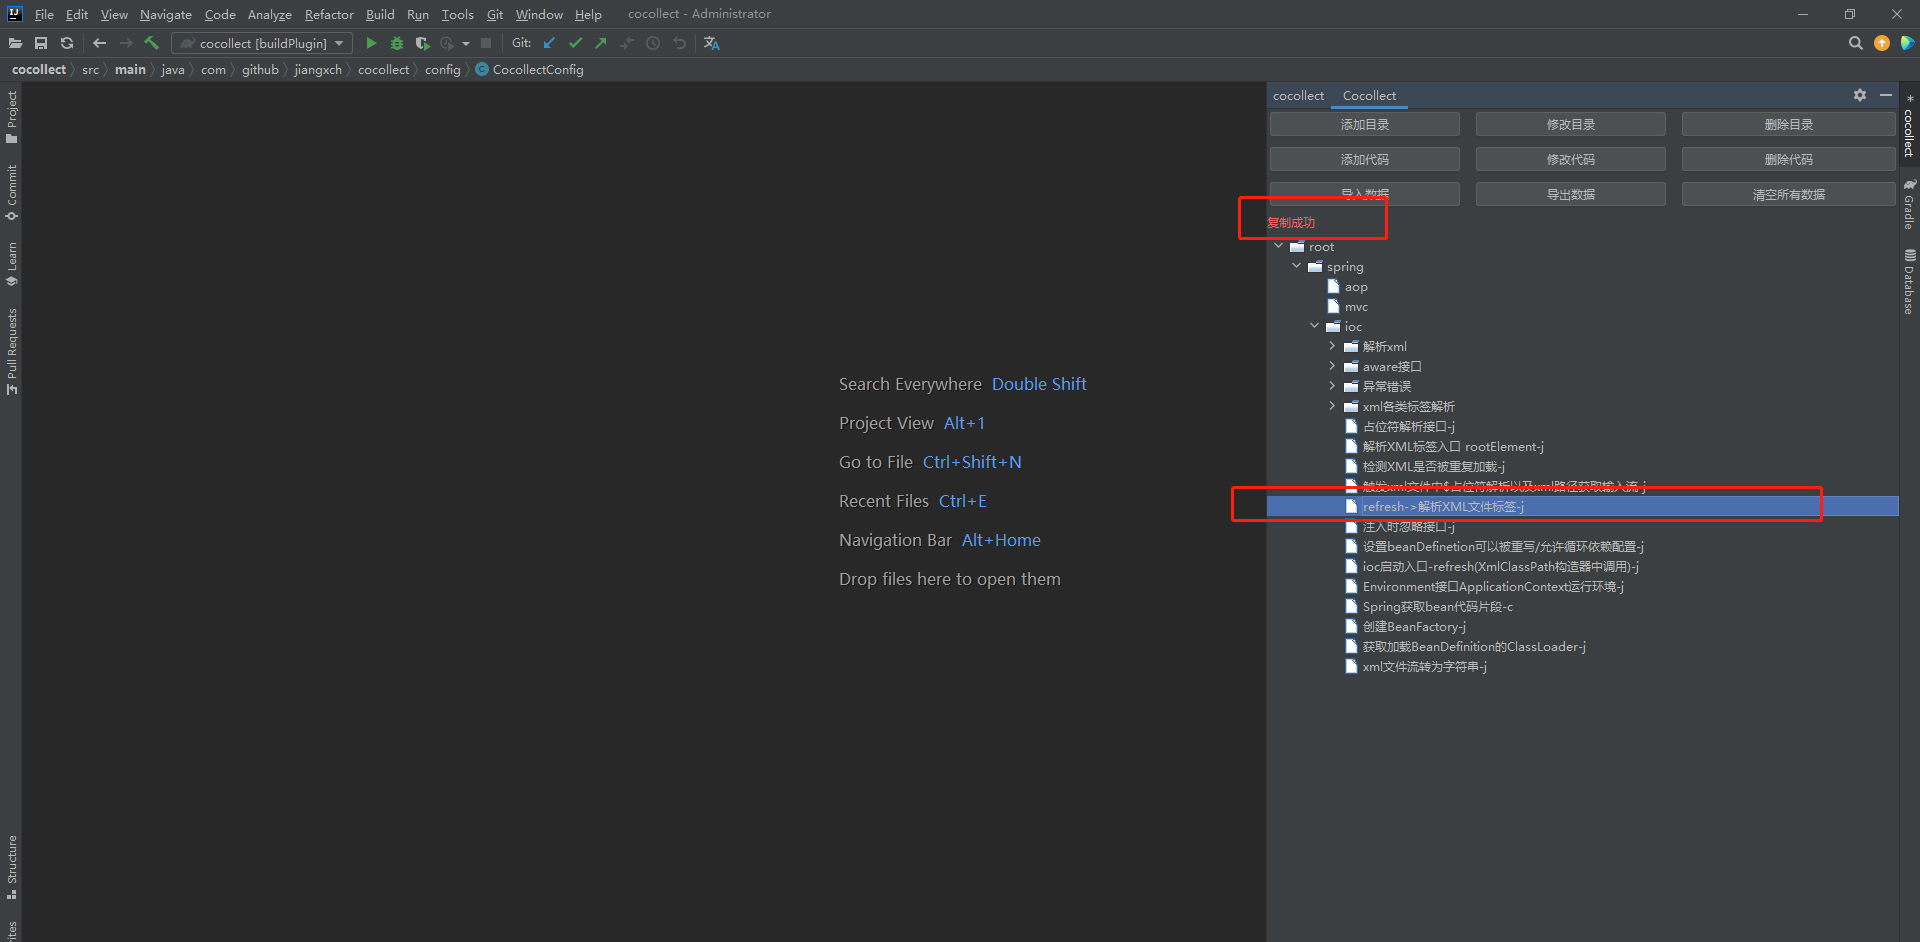 File Edit View Navigate Code Analyze Refactor Build Run Tools Git Window Help cocollect - Administrator
cocollect [buildPlugin] Git:
cocollect src main java com github jiangxch cocollect config CocollectConfig
Project
Commit
Learn
Pull Requests
Structure
Search Everywhere Double Shift
Project View Alt+1
Go to File Ctrl+Shift+N
Recent Files Ctrl+E
Navigation Bar Alt+Home
Drop files here to open them
cocollect Cocollect
添加目录 修改目录 删除目录
添加代码 修改代码 删除代码
导入数据 导出数据 清空所有数据
复制成功
root
spring
aop
mvc
ioc
解析xml
aware接口
异常错误
xml各类标签解析
占位符解析接口-j
解析XML标签入口 rootElement-j
检测XML是否被重复加载-j
触发xml文件中$占位符解析以及xml路径获取输入流-j
refresh->解析XML文件标签-j
注入时忽略接口-j
设置beanDefinetion可以被重写/允许循环依赖配置-j
ioc启动入口-refresh(XmlClassPath构造器中调用)-j
Environment接口ApplicationContext运行环境-j
Spring获取bean代码片段-c
创建BeanFactory-j
获取加载BeanDefinition的ClassLoader-j
xml文件流转为字符串-j
cocollect
Gradle
Database